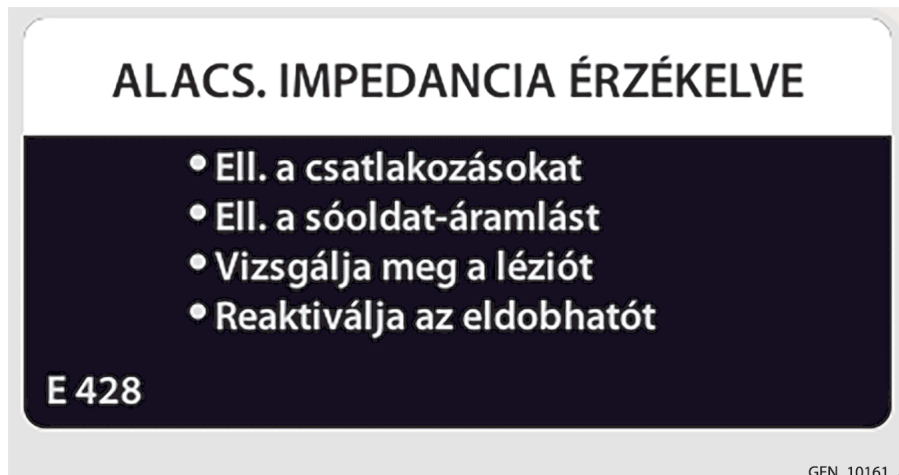 ALACS. IMPEDANCIA ÉRZÉKELVE
• Ell. a csatlakozásokat
• Ell. a sóoldat-áramlást
• Vizsgálja meg a léziót
• Reaktiválja az eldobhatót
E 428
GEN_10161